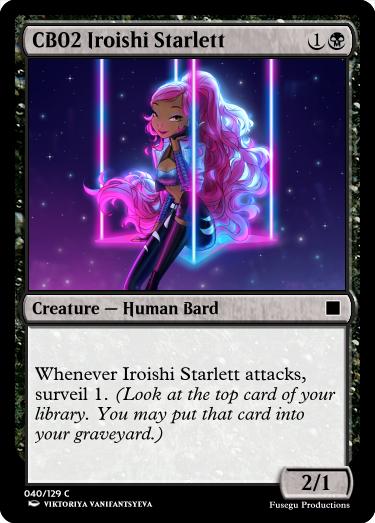 CB02 Iroishi Starlett 1
Creature — Human Bard
Whenever Iroishi Starlett attacks,
surveil 1. (Look at the top card of your
library. You may put that card into
your graveyard.)
2/1
040/129 C
VIKTORIYA VANIFANTSYEVA
Fusegu Productions